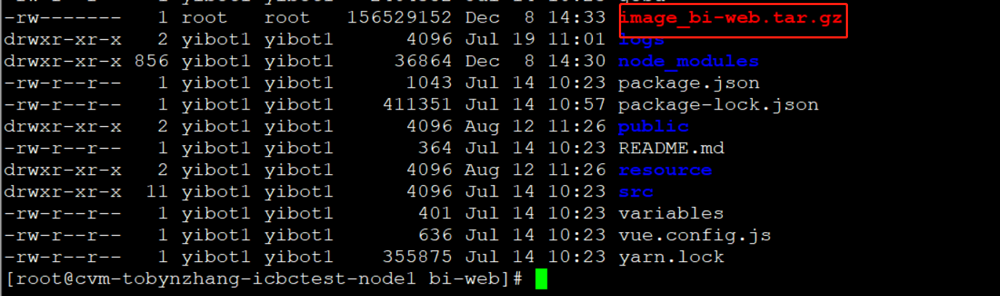 -rw------- 1 root root 156529152 Dec 8 14:33 image_bi-web.tar.gz
drwxr-xr-x 2 yibot1 yibot1 4096 Jul 19 11:01 logs
drwxr-xr-x 856 yibot1 yibot1 36864 Dec 8 14:30 node_modules
-rw-r--r-- 1 yibot1 yibot1 1043 Jul 14 10:23 package.json
-rw-r--r-- 1 yibot1 yibot1 411351 Jul 14 10:57 package-lock.json
drwxr-xr-x 2 yibot1 yibot1 4096 Aug 12 11:26 public
-rw-r--r-- 1 yibot1 yibot1 364 Jul 14 10:23 README.md
drwxr-xr-x 2 yibot1 yibot1 4096 Aug 12 11:26 resource
drwxr-xr-x 11 yibot1 yibot1 4096 Jul 14 10:23 src
-rw-r--r-- 1 yibot1 yibot1 401 Jul 14 10:23 variables
-rw-r--r-- 1 yibot1 yibot1 636 Jul 14 10:23 vue.config.js
-rw-r--r-- 1 yibot1 yibot1 355875 Jul 14 10:23 yarn.lock
[root@cvm-tobynzhang-icbctest-node1 bi-web]#